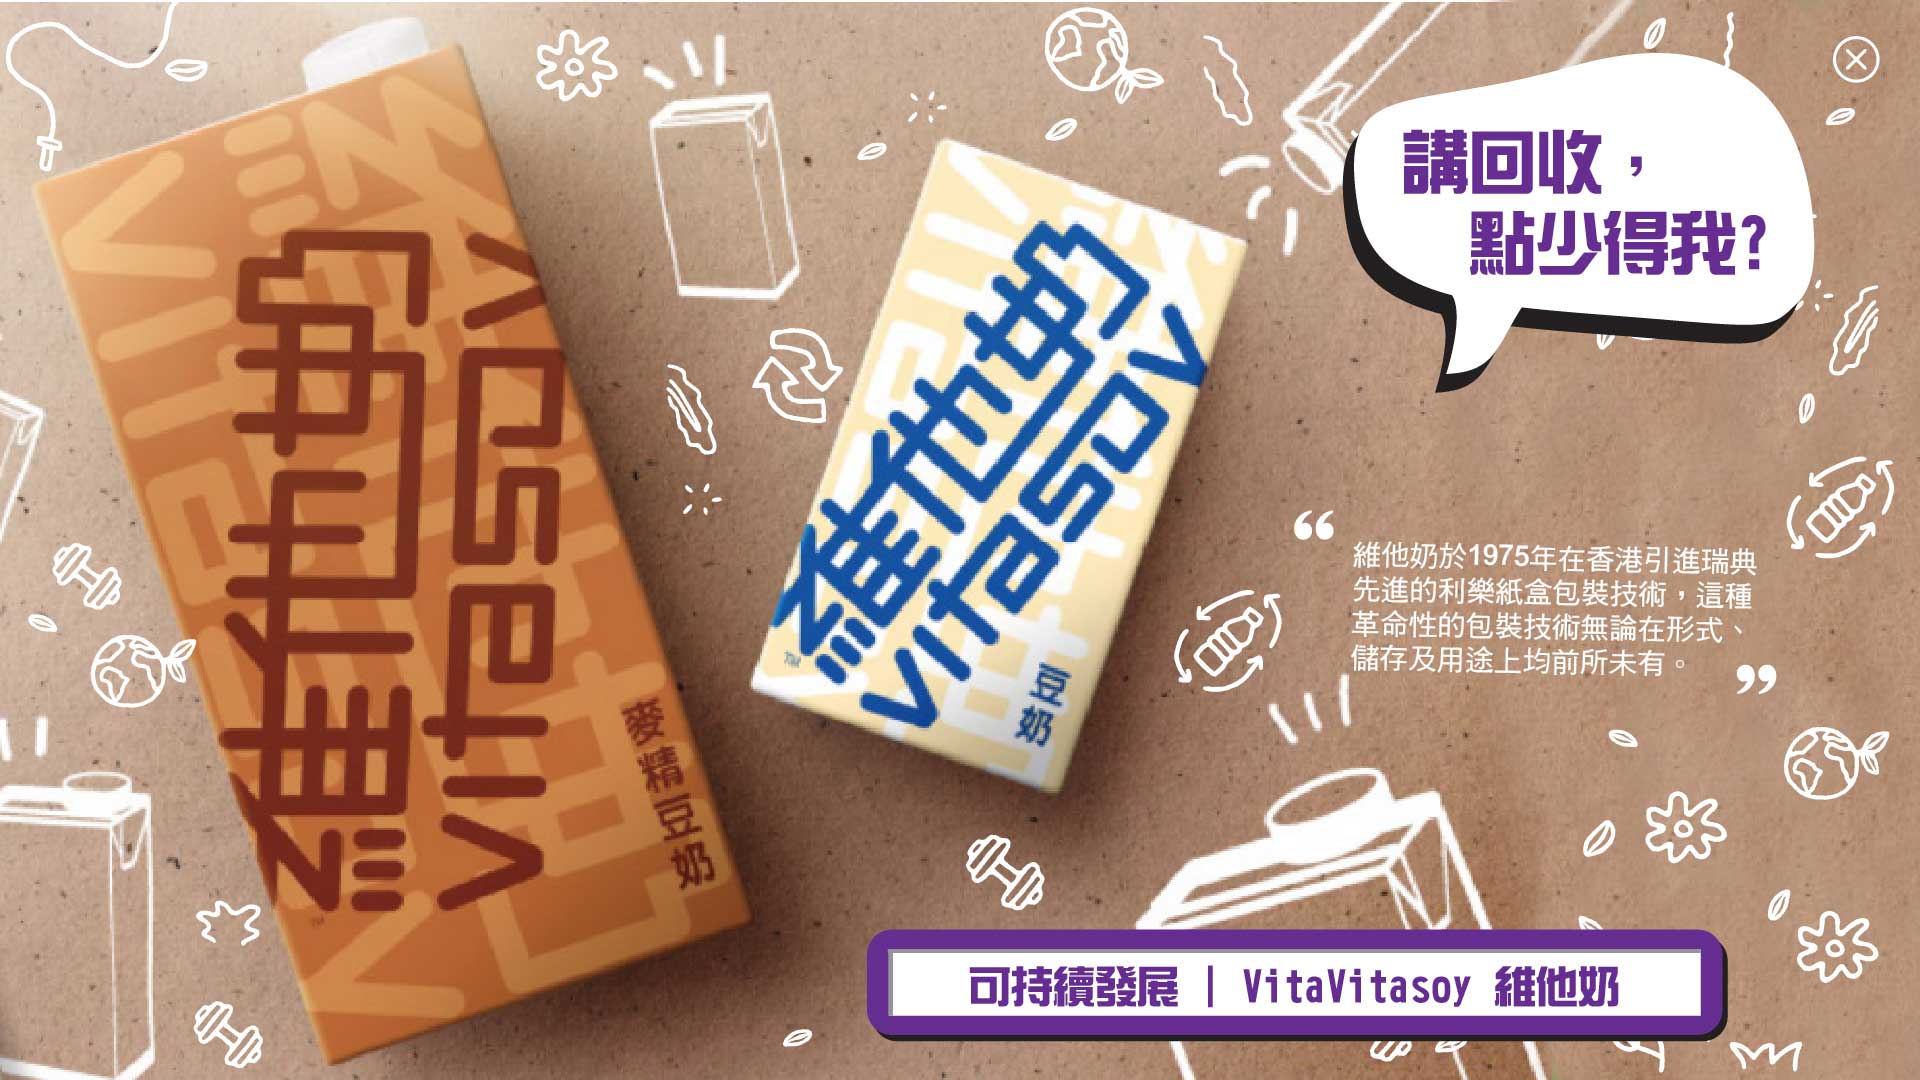 維他奶
vitasoy
麥精豆奶
TM
維他奶
vitasoy
豆奶
TM
講回收，
點少得我?
“
維他奶於1975年在香港引進瑞典
先進的利樂紙盒包裝技術，這種
革命性的包裝技術無論在形式、
儲存及用途上均前所未有。
”
可持續發展 | VitaVitasoy 維他奶